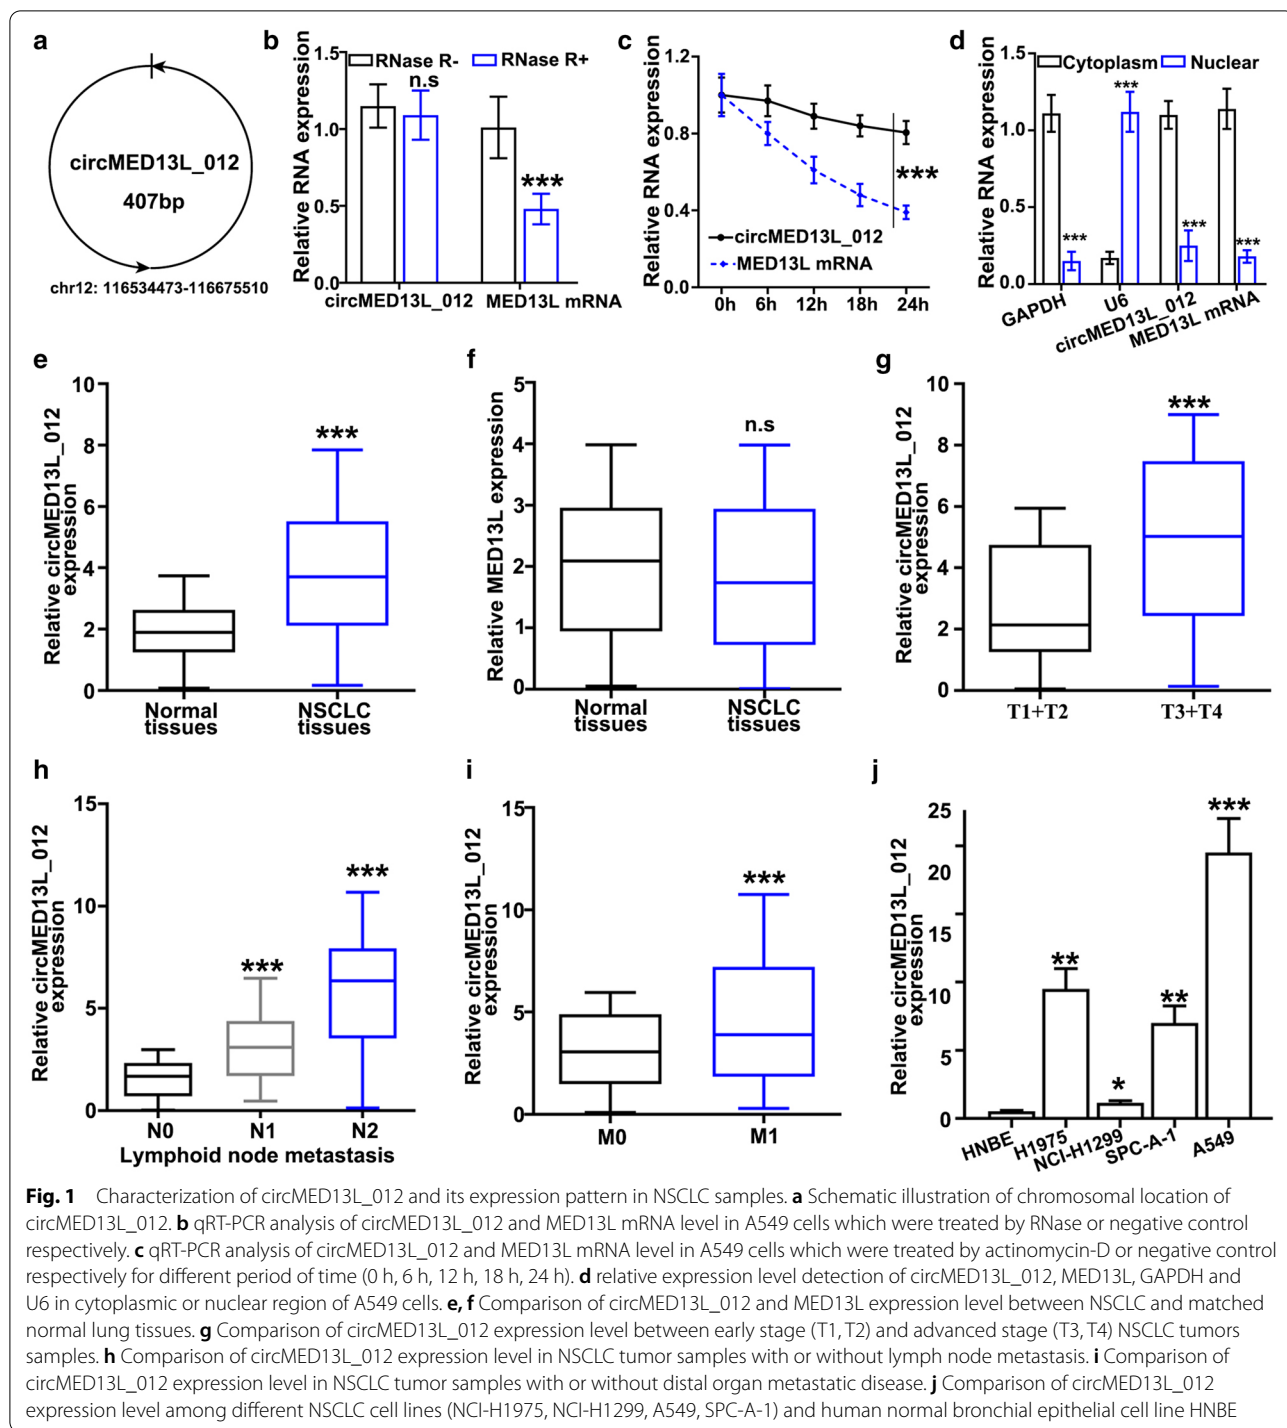 a
circMED13L_012
407bp
chr12: 116534473-116675510
b
Relative RNA expression
1.5
1.0
0.5
0.0
RNase R-
RNase R+
n.s
***
circMED13L_012
MED13L mRNA
c
Relative RNA expression
1.2
0.8
0.4
0.0
***
circMED13L_012
MED13L mRNA
0h 6h 12h 18h 24h
d
Relative RNA expression
1.5
1.0
0.5
0.0
Cytoplasm
Nuclear
***
***
***
***
GAPDH
U6
circMED13L_012
MED13L mRNA
e
Relative circMED13L_012
expression
10
8
6
4
2
0
***
Normal
tissues
NSCLC
tissues
f
Relative MED13L expression
5
4
3
2
1
0
n.s
Normal
tissues
NSCLC
tissues
g
Relative circMED13L_012
expression
10
8
6
4
2
0
***
T1+T2
T3+T4
h
Relative circMED13L_012
expression
15
10
5
0
***
***
N0 N1 N2
Lymphoid node metastasis
i
Relative circMED13L_012
expression
15
10
5
0
***
M0
M1
j
Relative circMED13L_012
expression
25
20
15
10
5
0
**
*
**
***
HNBE
H1975
NCI-H1299
SPC-A-1
A549
Fig. 1 Characterization of circMED13L_012 and its expression pattern in NSCLC samples. a Schematic illustration of chromosomal location of
circMED13L_012. b qRT-PCR analysis of circMED13L_012 and MED13L mRNA level in A549 cells which were treated by RNase or negative control
respectively. c qRT-PCR analysis of circMED13L_012 and MED13L mRNA level in A549 cells which were treated by actinomycin-D or negative control
respectively for different period of time (0 h, 6 h, 12 h, 18 h, 24 h). d relative expression level detection of circMED13L_012, MED13L, GAPDH and
U6 in cytoplasmic or nuclear region of A549 cells. e, f Comparison of circMED13L_012 and MED13L expression level between NSCLC and matched
normal lung tissues. g Comparison of circMED13L_012 expression level between early stage (T1, T2) and advanced stage (T3, T4) NSCLC tumors
samples. h Comparison of circMED13L_012 expression level in NSCLC tumor samples with or without lymph node metastasis. i Comparison of
circMED13L_012 expression level in NSCLC tumor samples with or without distal organ metastatic disease. j Comparison of circMED13L_012
expression level among different NSCLC cell lines (NCI-H1975, NCI-H1299, A549, SPC-A-1) and human normal bronchial epithelial cell line HNBE